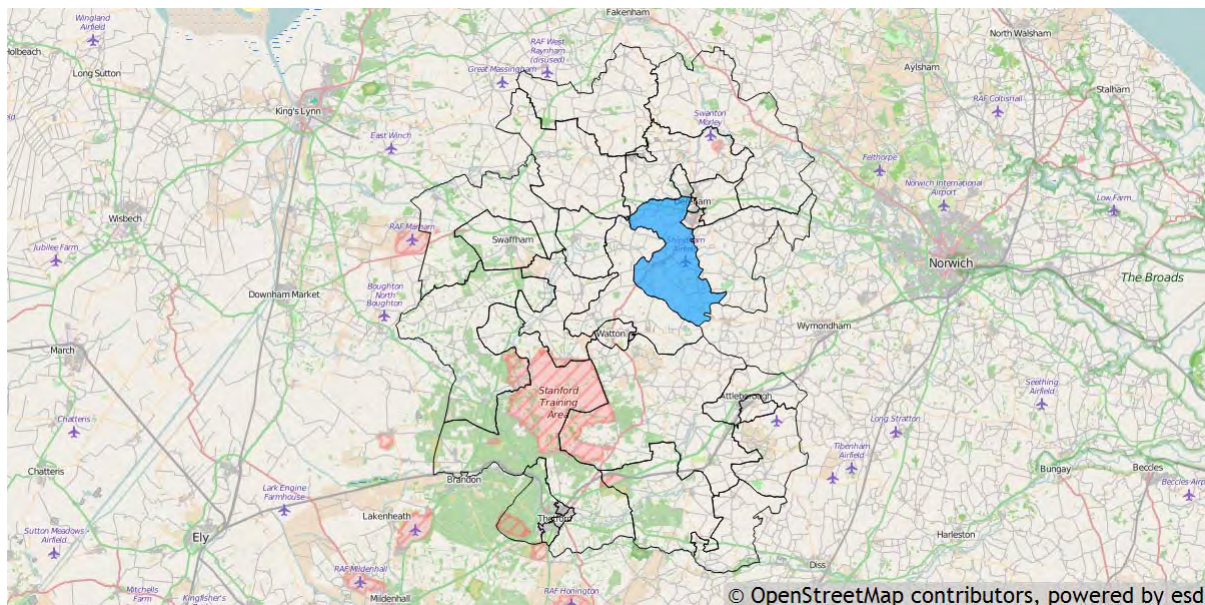 Fakenham
Wingland
Airfield
Holbeach
RAF West
Raynham
(disused)
North Walsham
Long Sutton
Great Massingham
Aylsham
Stalham
King's Lynn
RAF Coltishall
Swanton
Morley
East Winch
Felthorpe
Norwich International
Airport
Low Farm
Wisbech
RAF Marham
Swaffham
Jubilee Farm
Norwich
The Broads
Downham Market
Boughton
North
Boughton
Wymondham
Watton
March
Seething
Airfield
Stanford
Training
Area
Attleborough
Chatteris
Long Stratton
Tibenham
Airfield
Chatteris
Bungay
Beccles
Brandon
Lark Engine
Farmhouse
Beccles Airp
Lakenheath
Sutton Meadows
Airfield
Ely
Harleston
Diss
RAF Mildenhall
Mitchells
Farm
Kingfisher's
Mildenhall
RAF Honington
© OpenStreetMap contributors, powered by esd